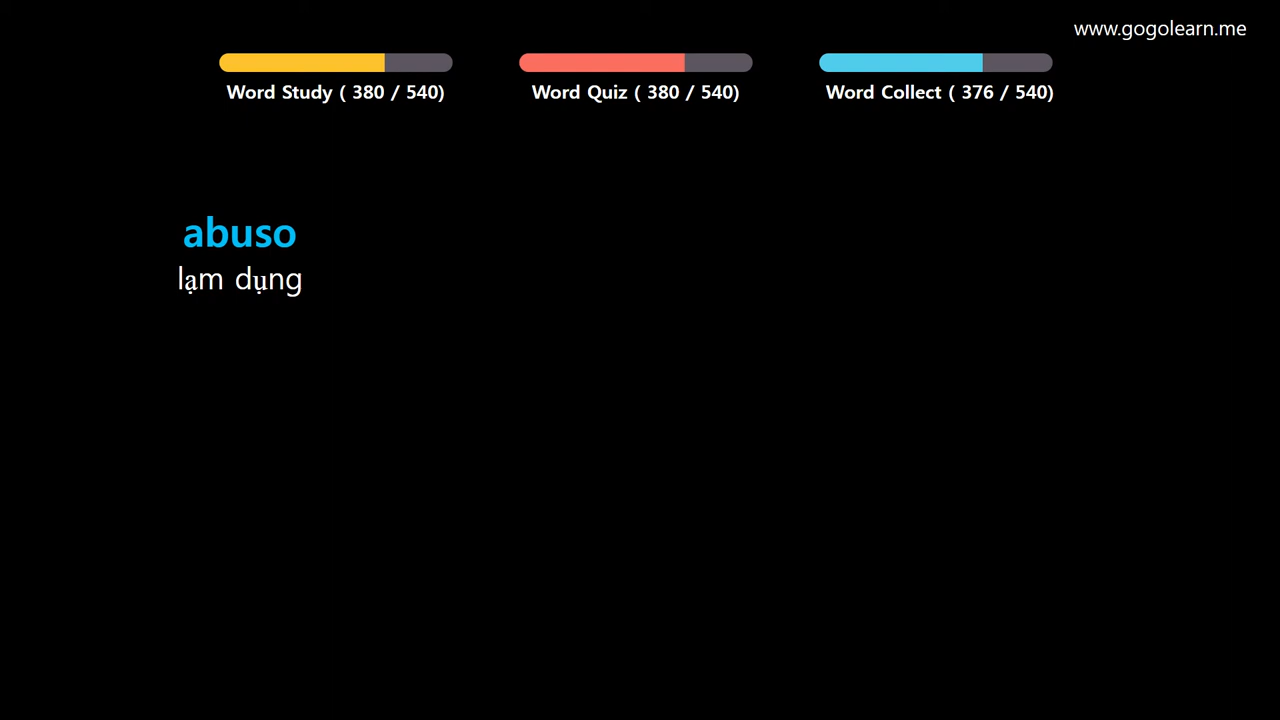 www.gogolearn.me
Word Study ( 380 / 540)
Word Quiz ( 380 / 540)
Word Collect ( 376 / 540)
abuso
lạm dụng